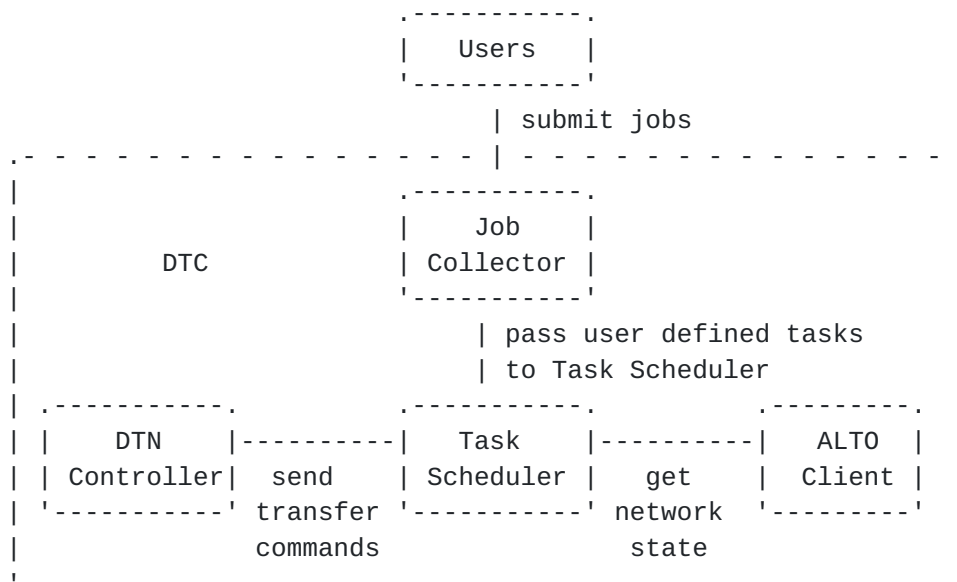 Users
submit jobs
Job
DTC Collector
pass user defined tasks
to Task Scheduler
DTN Task ALTO
Controller send Scheduler get Client
transfer network
commands state